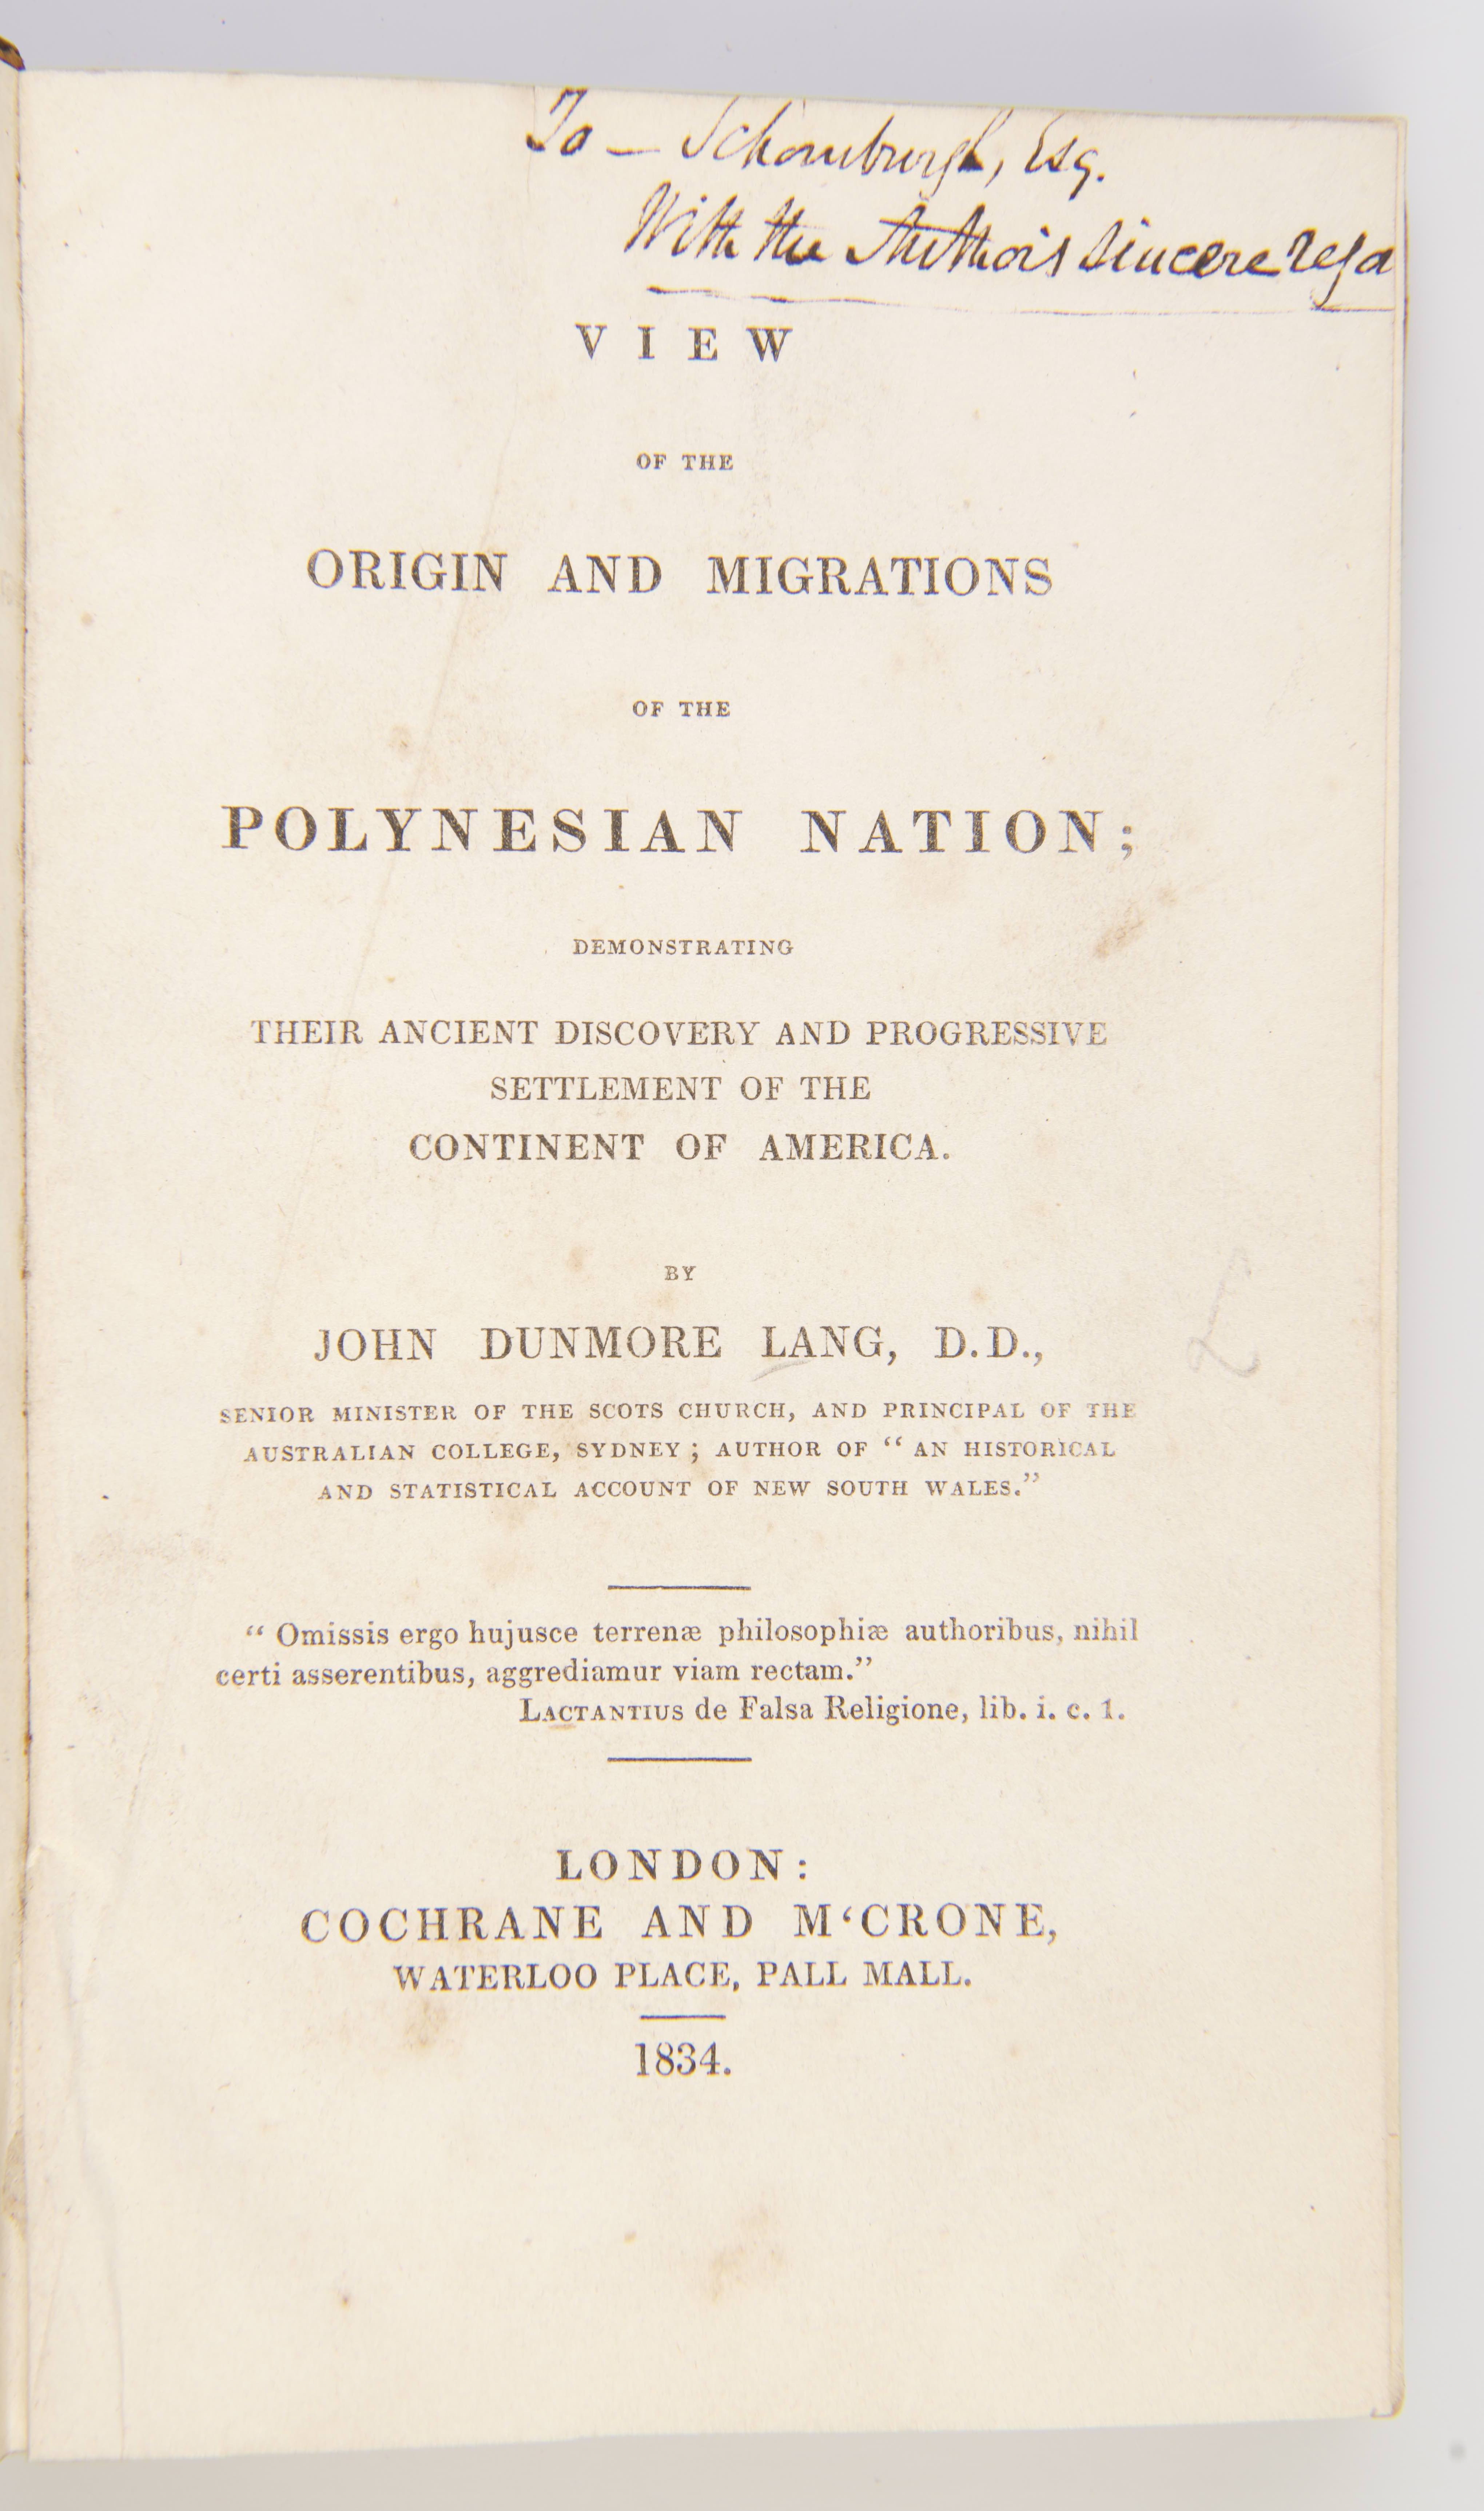 To — Schomburgk, Esq.
With the Author's sincere rega
VIEW
OF THE
ORIGIN AND MIGRATIONS
OF THE
POLYNESIAN NATION;
DEMONSTRATING
THEIR ANCIENT DISCOVERY AND PROGRESSIVE
SETTLEMENT OF THE
CONTINENT OF AMERICA.
BY
JOHN DUNMORE LANG, D.D.,
SENIOR MINISTER OF THE SCOTS CHURCH, AND PRINCIPAL OF THE
AUSTRALIAN COLLEGE, SYDNEY; AUTHOR OF “ AN HISTORICAL
AND STATISTICAL ACCOUNT OF NEW SOUTH WALES.”
“ Omissis ergo hujusce terrenæ philosophiæ authoribus, nihil
certi asserentibus, aggrediamur viam rectam.”
LACTANTIUS de Falsa Religione, lib. i. c. 1.
LONDON:
COCHRANE AND M‘CRONE,
WATERLOO PLACE, PALL MALL.
1834.